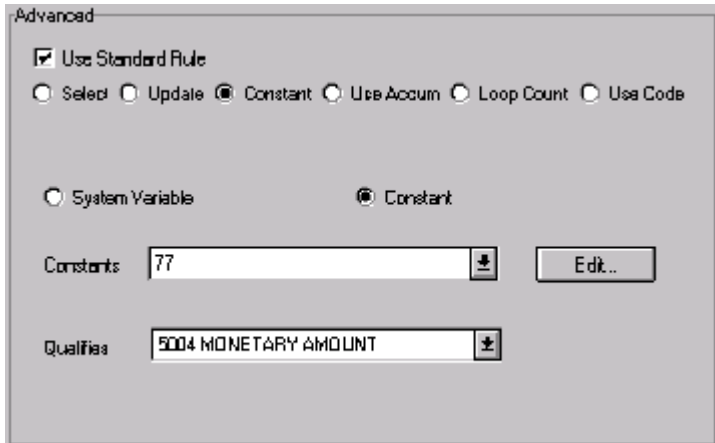 Advanced
Use Standard Rule
Select Update Constant Use Accum Loop Count Use Code
System Variable Constant
Constants 77 Edit...
Qualifies 5004 MONETARY AMOUNT